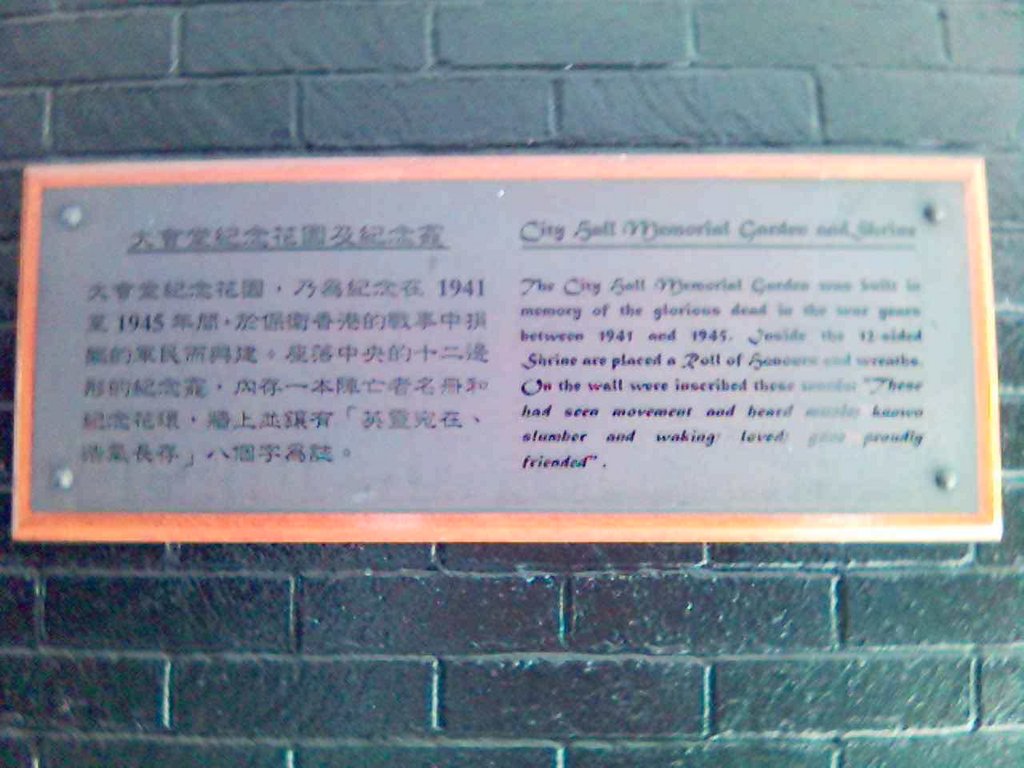 大會堂紀念花園及紀念龕
大會堂紀念花園，乃為紀念在 1941
至 1945 年間，於保衛香港的戰事中捐
軀的軍民而興建。座落中央的十二邊
形的紀念龕，內存一本陣亡者名冊和
紀念花環，牆上並鑲有「英靈宛在、
浩氣長存」八個字為誌。
City Hall Memorial Garden and Shrine
The City Hall Memorial Garden was built in
memory of the glorious dead in the war years
between 1941 and 1945. Inside the 12-sided
Shrine are placed a Roll of Honours and wreaths.
On the wall were inscribed these words: "These
had seen movement and heard music; known
slumber and waking; loved; gone proudly
friended".